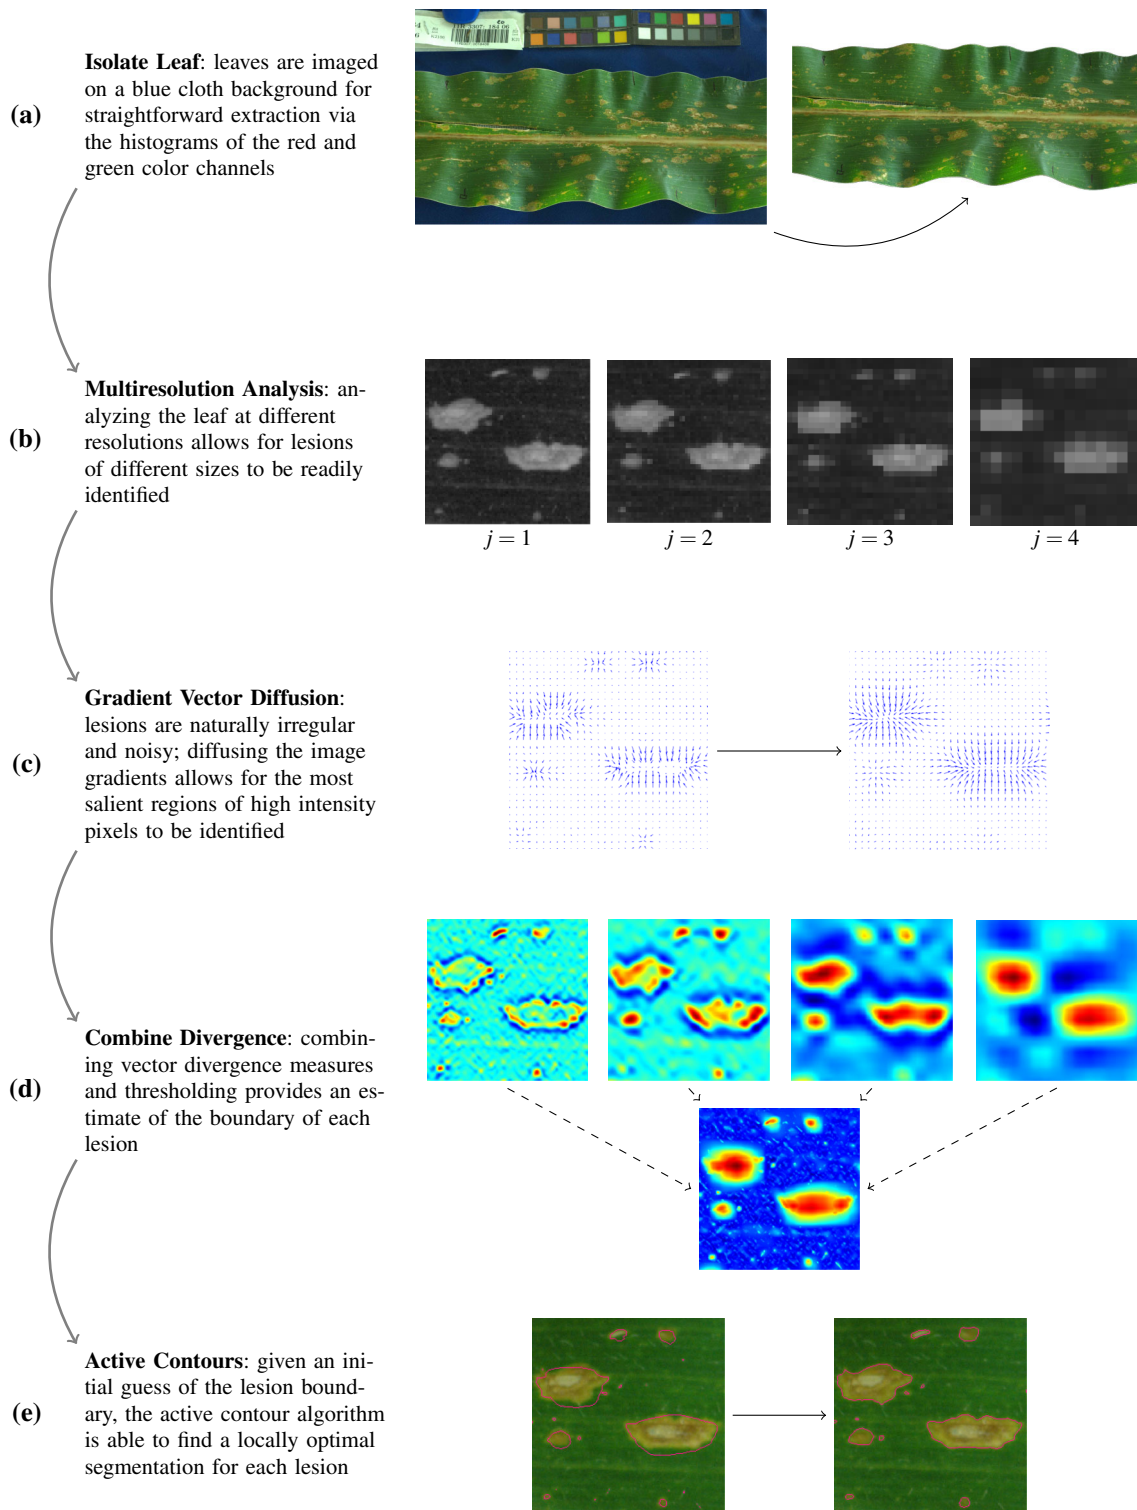 (a)
Isolate Leaf: leaves are imaged
on a blue cloth background for
straightforward extraction via
the histograms of the red and
green color channels
(b)
Multiresolution Analysis: an-
alyzing the leaf at different
resolutions allows for lesions
of different sizes to be readily
identified
j = 1
j = 2
j = 3
j = 4
(c)
Gradient Vector Diffusion:
lesions are naturally irregular
and noisy; diffusing the image
gradients allows for the most
salient regions of high intensity
pixels to be identified
(d)
Combine Divergence: combin-
ing vector divergence measures
and thresholding provides an es-
timate of the boundary of each
lesion
(e)
Active Contours: given an ini-
tial guess of the lesion bound-
ary, the active contour algorithm
is able to find a locally optimal
segmentation for each lesion